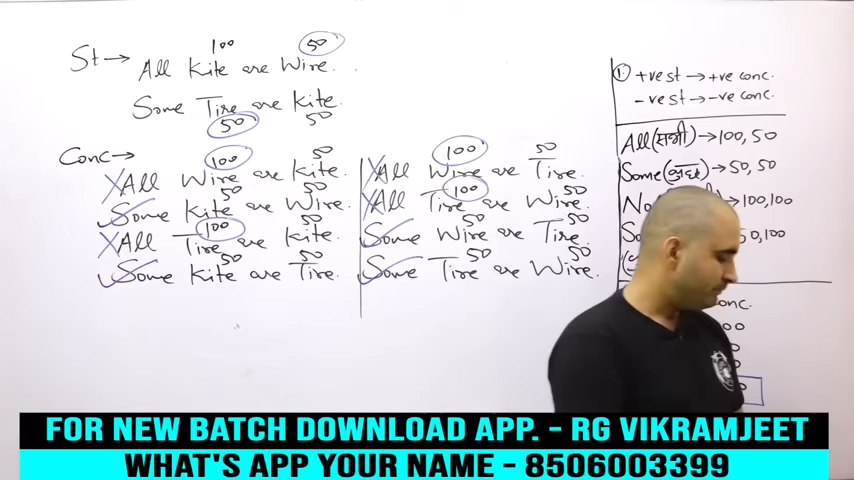 100 50
St → All Kite are Wire.
Some Tire are Kite
50 50
Conc →
100 50
All Wire are Kite.
50 50
Some Kite are Wire.
100 50
All Tire are Kite.
50 50
Some Kite are Tire.
100 50
All Wire are Tire.
100 50
All Tire are Wire.
50 50
Some Wire are Tire.
50 50
Some Tire are Wire.
① +ve st → +ve conc.
-ve st → -ve conc.
All (सभी) → 100, 50
Some (कुछ) → 50, 50
No → 100, 100
50, 100
conc.
FOR NEW BATCH DOWNLOAD APP. - RG VIKRAMJEET
WHAT'S APP YOUR NAME - 8506003399